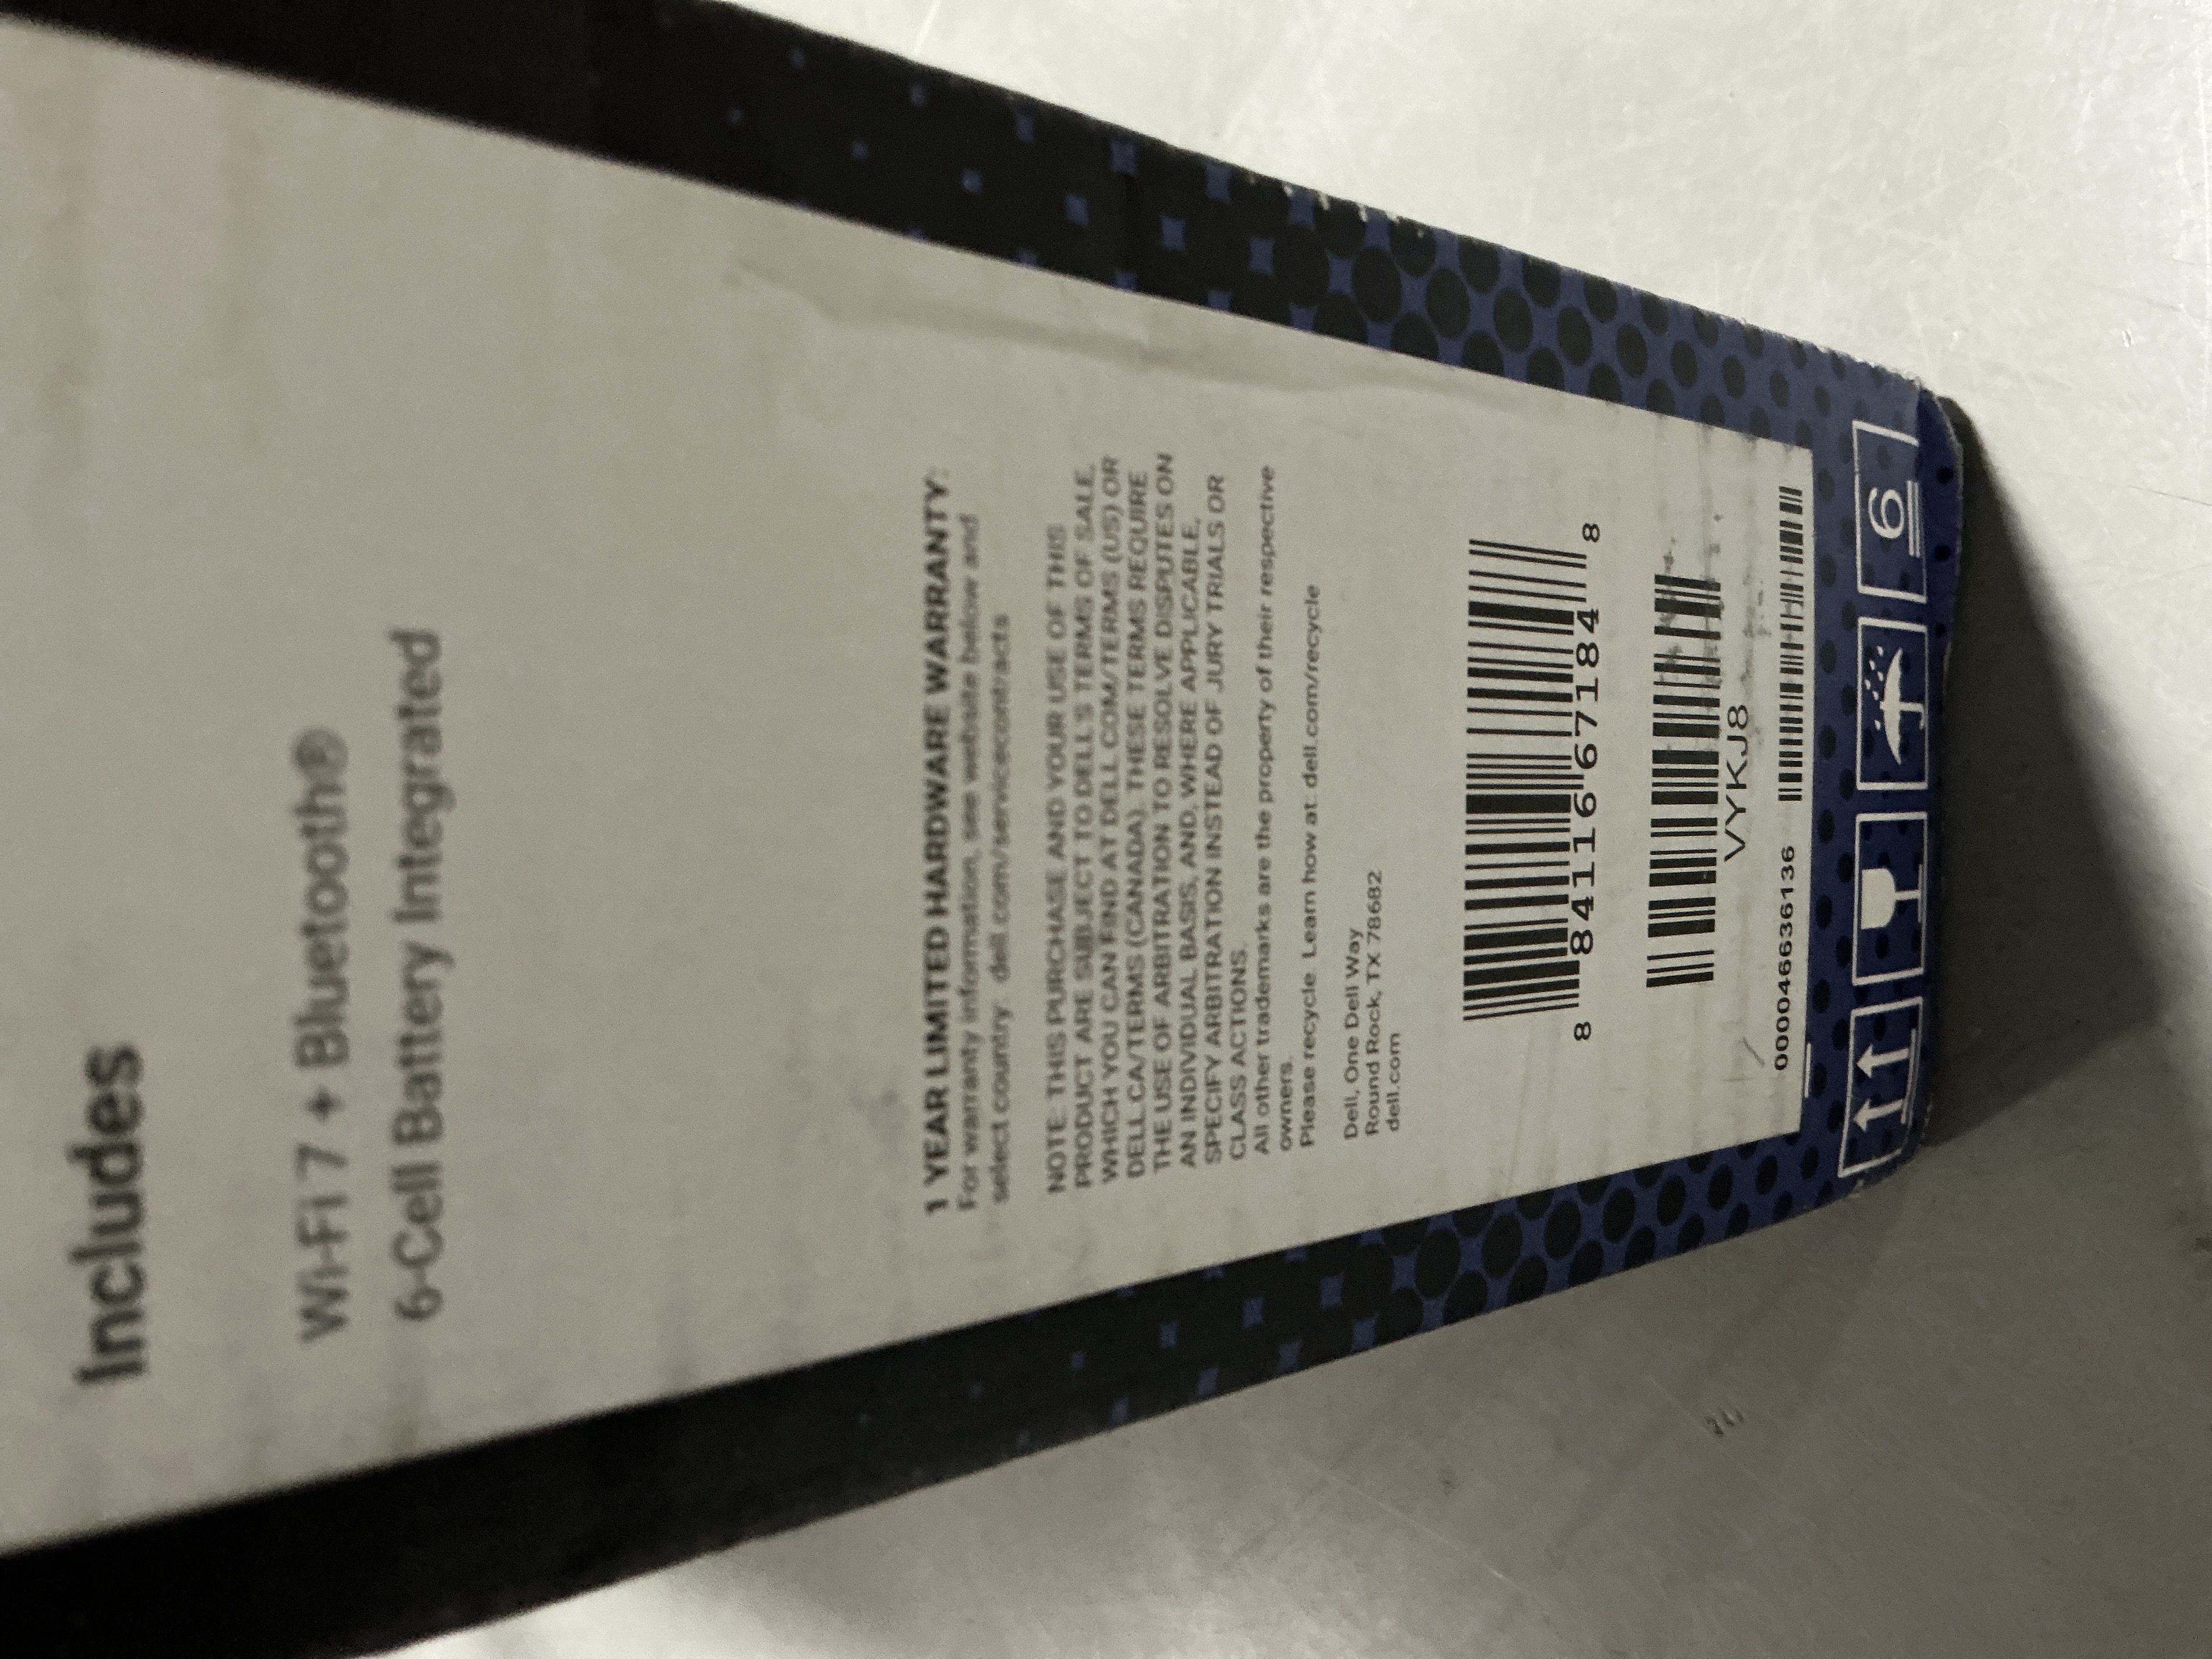 Includes
Wi-Fi 7 + Bluetooth®
6-Cell Battery Integrated
1 YEAR LIMITED HARDWARE WARRANTY:
For warranty information, see website below and
select country: dell.com/servicecontracts
NOTE: THIS PURCHASE AND YOUR USE OF THIS
PRODUCT ARE SUBJECT TO DELL'S TERMS OF SALE,
WHICH YOU CAN FIND AT DELL.COM/TERMS (US) OR
DELL.CA/TERMS (CANADA). THESE TERMS REQUIRE
THE USE OF ARBITRATION TO RESOLVE DISPUTES ON
AN INDIVIDUAL BASIS, AND, WHERE APPLICABLE,
SPECIFY ARBITRATION INSTEAD OF JURY TRIALS OR
CLASS ACTIONS.
All other trademarks are the property of their respective
owners.
Please recycle. Learn how at: dell.com/recycle
Dell, One Dell Way
Round Rock, TX 78682
dell.com
8 84116 67184 8
VYKJ8
00004636136
6